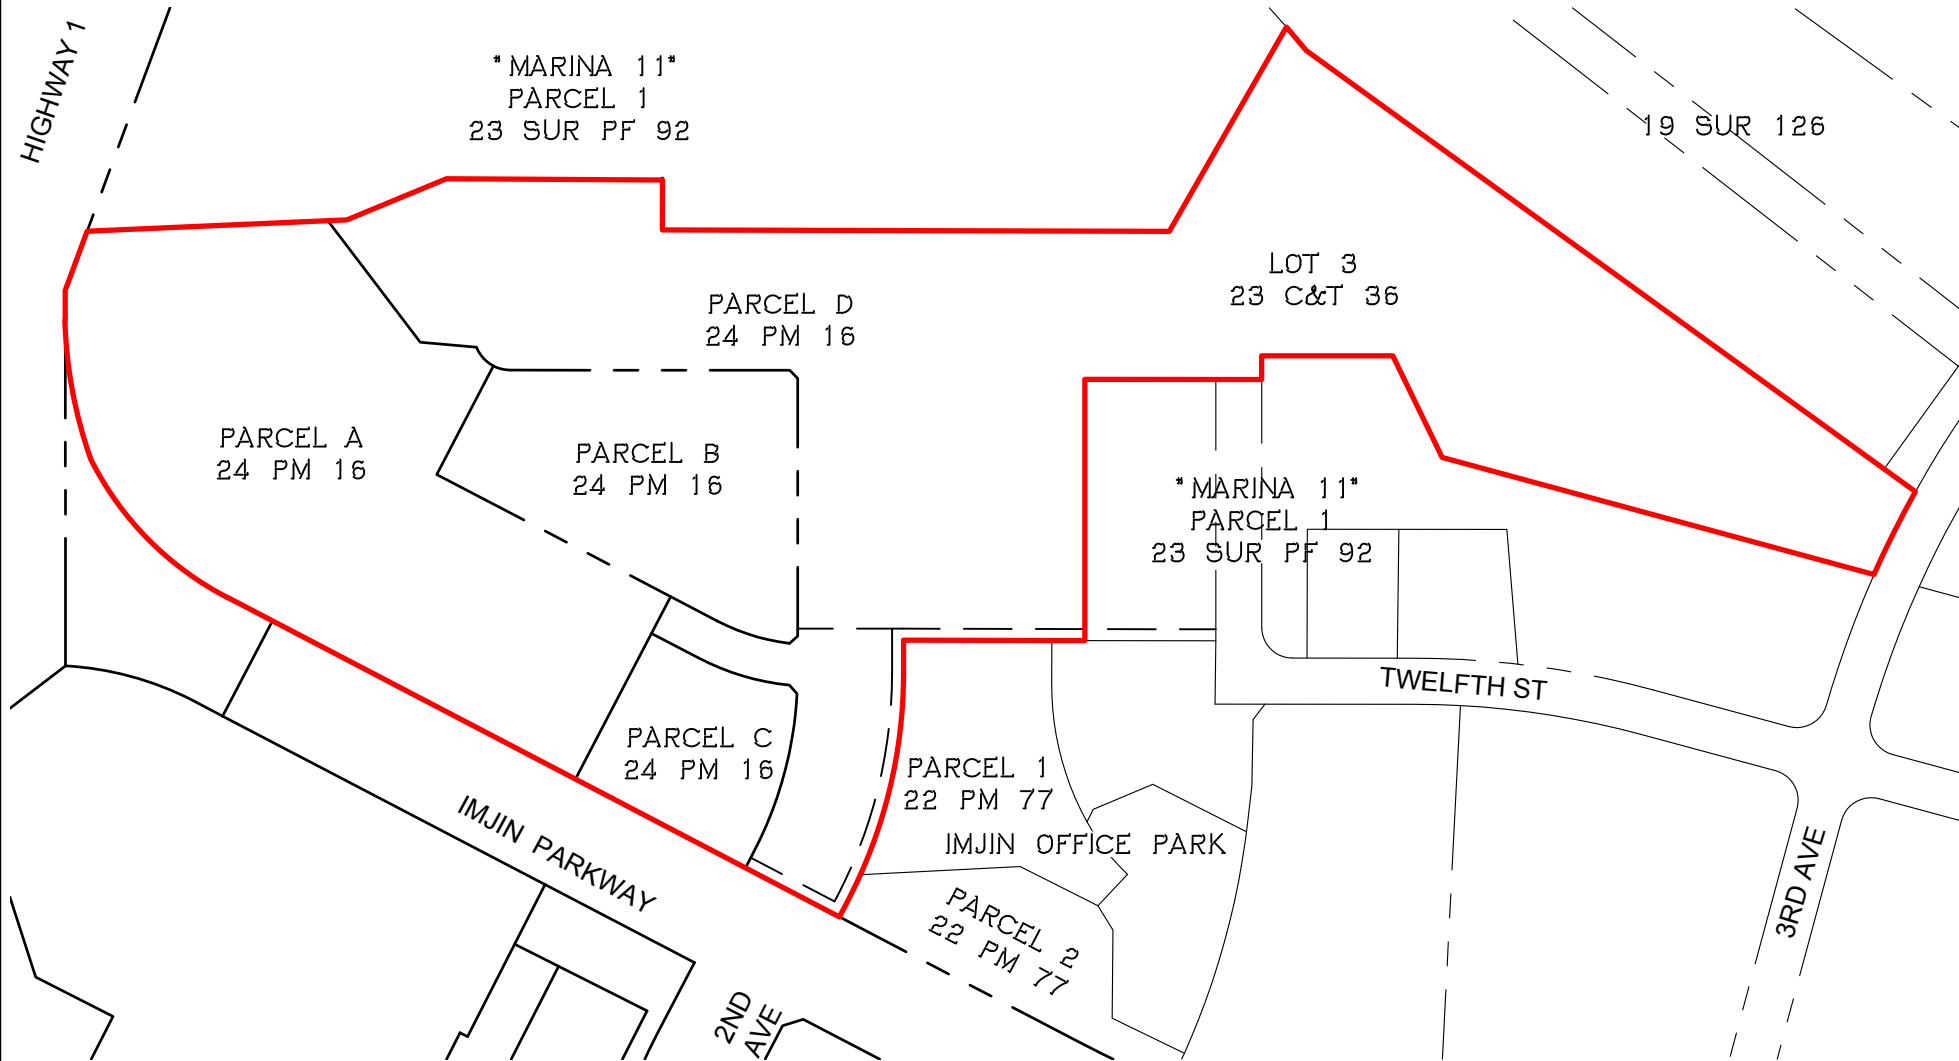 HIGHWAY 1
"MARINA 11"
PARCEL 1
23 SUR PF 92
19 SUR 126
LOT 3
23 C&T 36
PARCEL D
24 PM 16
PARCEL A
24 PM 16
PARCEL B
24 PM 16
"MARINA 11"
PARCEL 1
23 SUR PF 92
TWELFTH ST
PARCEL C
24 PM 16
PARCEL 1
22 PM 77
IMJIN OFFICE PARK
IMJIN PARKWAY
PARCEL 2
22 PM 77
3RD AVE
2ND
AVE